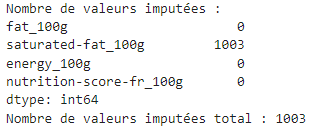 Nombre de valeurs imputées :
fat_100g 0
saturated-fat_100g 1003
energy_100g 0
nutrition-score-fr_100g 0
dtype: int64
Nombre de valeurs imputées total : 1003